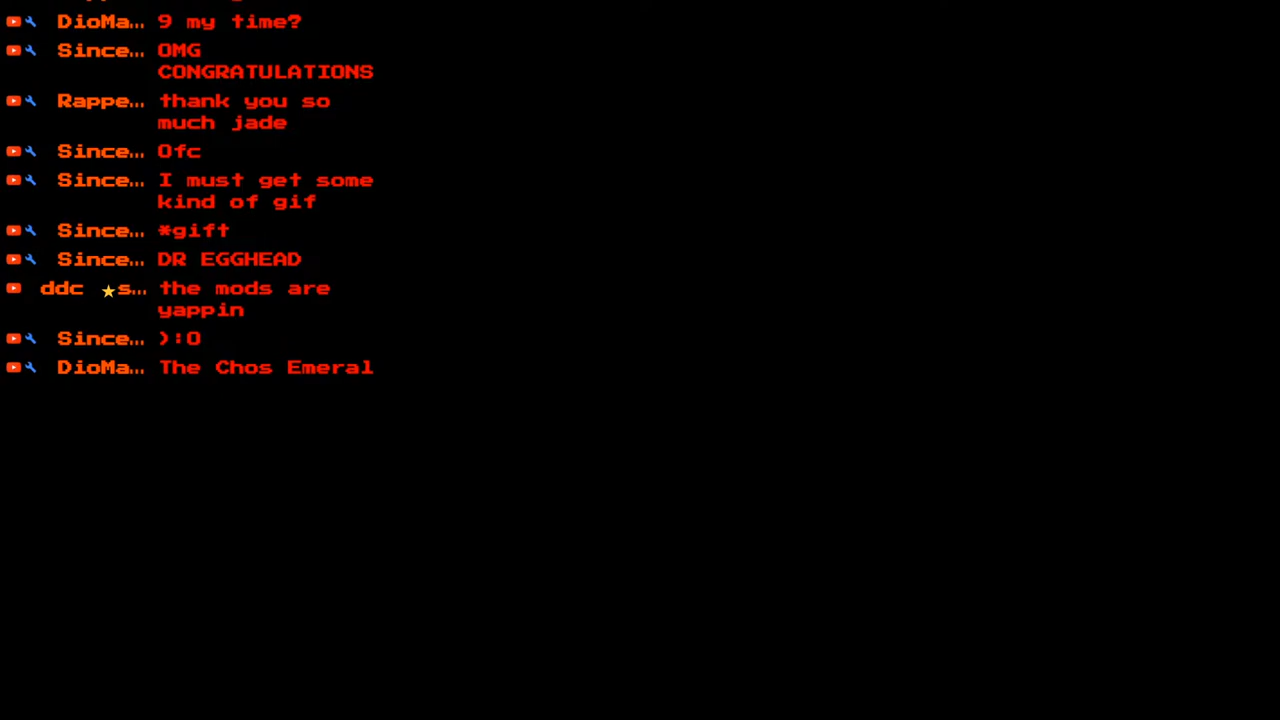 DioMa… 9 my time?
Since… OMG
CONGRATULATIONS
Rappe… thank you so
much jade
Since… Ofc
Since… I must get some
kind of gif
Since… *gift
Since… DR EGGHEAD
ddc ★s… the mods are
yappin
Since… ):O
DioMa… The Chos Emeral